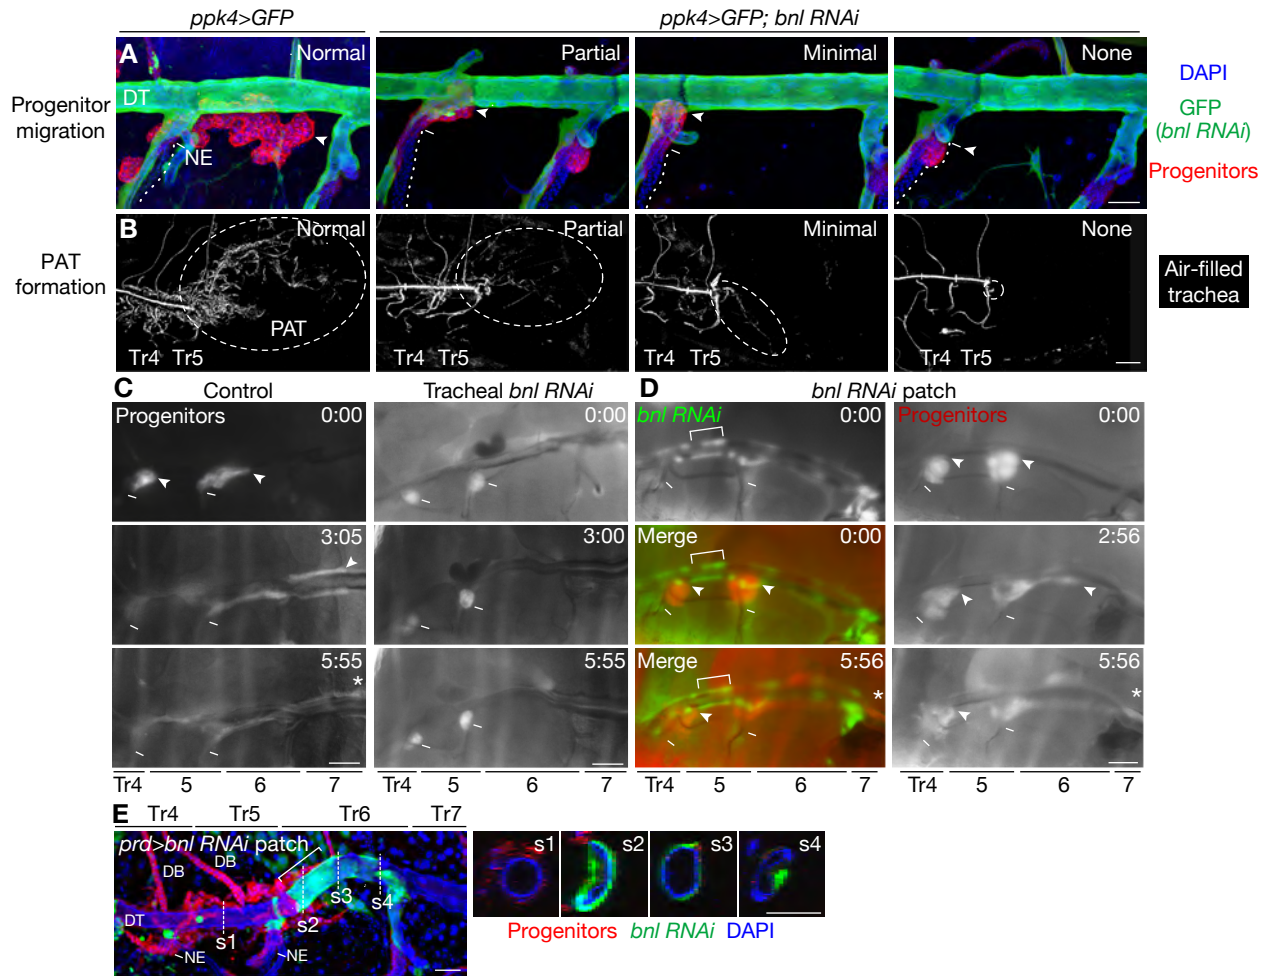 ppk4>GFP
ppk4>GFP; bnl RNAi
A
Normal
Partial
Minimal
None
DT
NE
Progenitor
migration
DAPI
GFP
(bnl RNAi)
Progenitors
B
Normal
Partial
Minimal
None
PAT
formation
PAT
Tr4 Tr5
Tr4 Tr5
Tr4 Tr5
Tr4 Tr5
Air-filled
trachea
C
Control
Tracheal bnl RNAi
D
bnl RNAi patch
Progenitors
0:00
0:00
bnl RNAi
0:00
Progenitors
0:00
3:05
3:00
Merge
0:00
2:56
5:55
*
5:55
Merge
5:56
*
5:56
*
Tr4 5 6 7
Tr4 5 6 7
Tr4 5 6 7
Tr4 5 6 7
E
Tr4 Tr5 Tr6 Tr7
prd>bnl RNAi patch
DB
DB
DT
s1
s2
s3
s4
NE
NE
s1
s2
s3
s4
Progenitors bnl RNAi DAPI